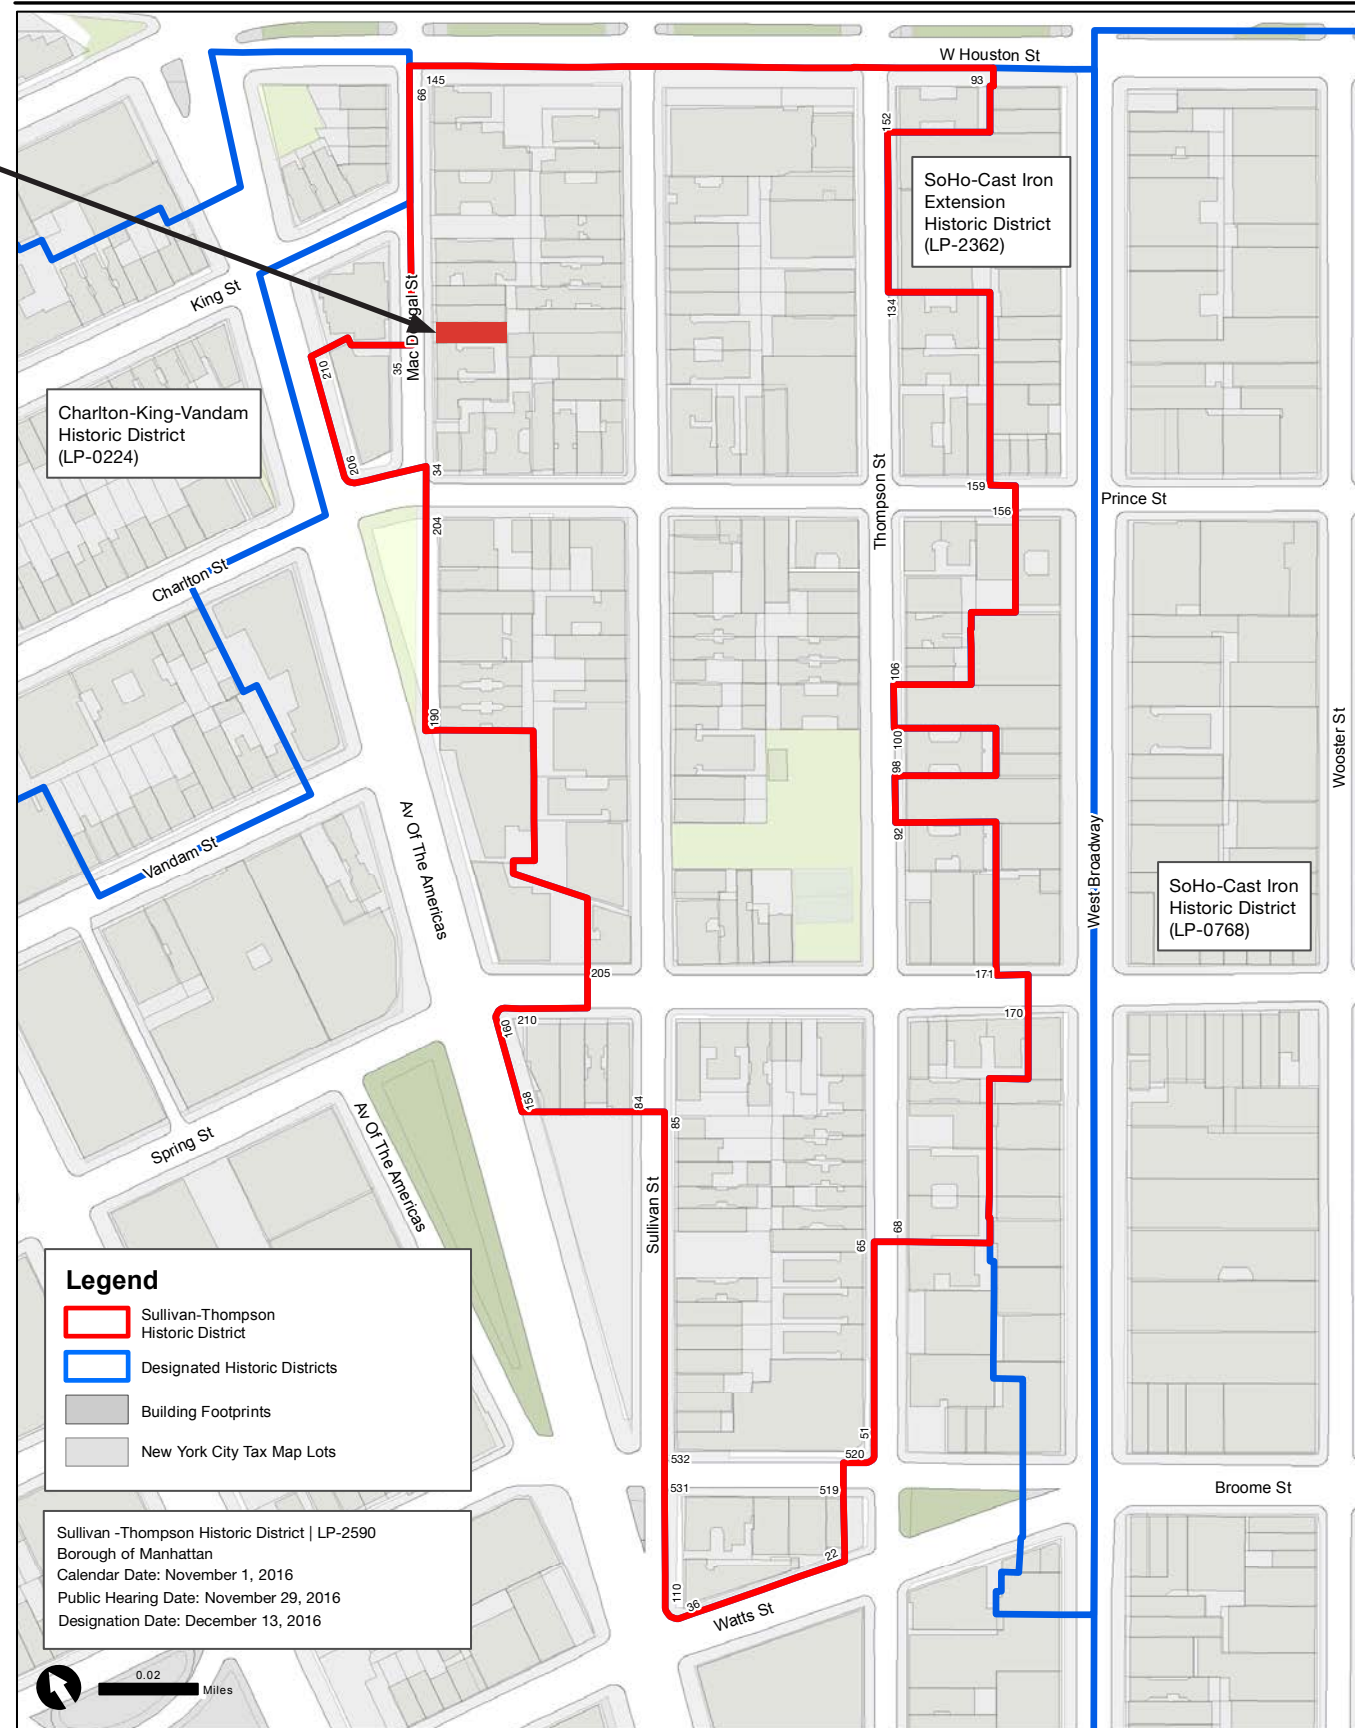 W Houston St
145
93
66
152
SoHo-Cast Iron
Extension
Historic District
(LP-2362)
King St
Mac Dougal St
134
210
35
Charlton-King-Vandam
Historic District
(LP-0224)
206
34
Thompson St
159
Prince St
156
204
Charlton St
106
190
100
98
Wooster St
92
Av Of The Americas
Vandam St
West Broadway
SoHo-Cast Iron
Historic District
(LP-0768)
205
171
160
210
170
158
84
85
Av Of The Americas
Spring St
Sullivan St
68
65
Legend
Sullivan-Thompson
Historic District
Designated Historic Districts
Building Footprints
New York City Tax Map Lots
51
532
520
531
519
Broome St
Sullivan -Thompson Historic District | LP-2590
Borough of Manhattan
Calendar Date: November 1, 2016
Public Hearing Date: November 29, 2016
Designation Date: December 13, 2016
22
110
36
Watts St
0.02
Miles